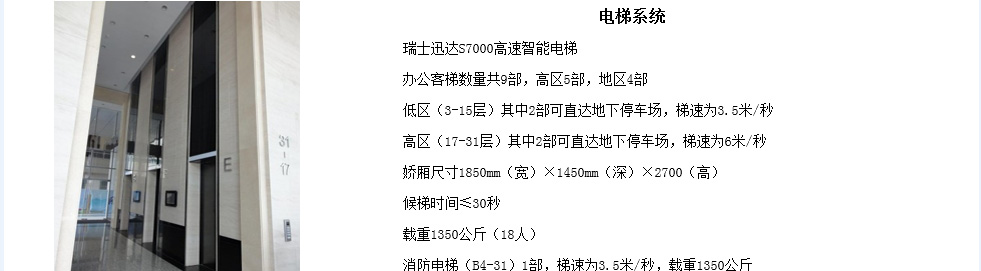 电梯系统
瑞士迅达S7000高速智能电梯
办公客梯数量共9部，高区5部，地区4部
低区（3-15层）其中2部可直达地下停车场，梯速为3.5米/秒
高区（17-31层）其中2部可直达地下停车场，梯速为6米/秒
娇厢尺寸1850mm（宽）×1450mm（深）×2700（高）
候梯时间≤30秒
载重1350公斤（18人）
消防电梯（B4-31）1部，梯速为3.5米/秒，载重1350公斤
31
-
17
E